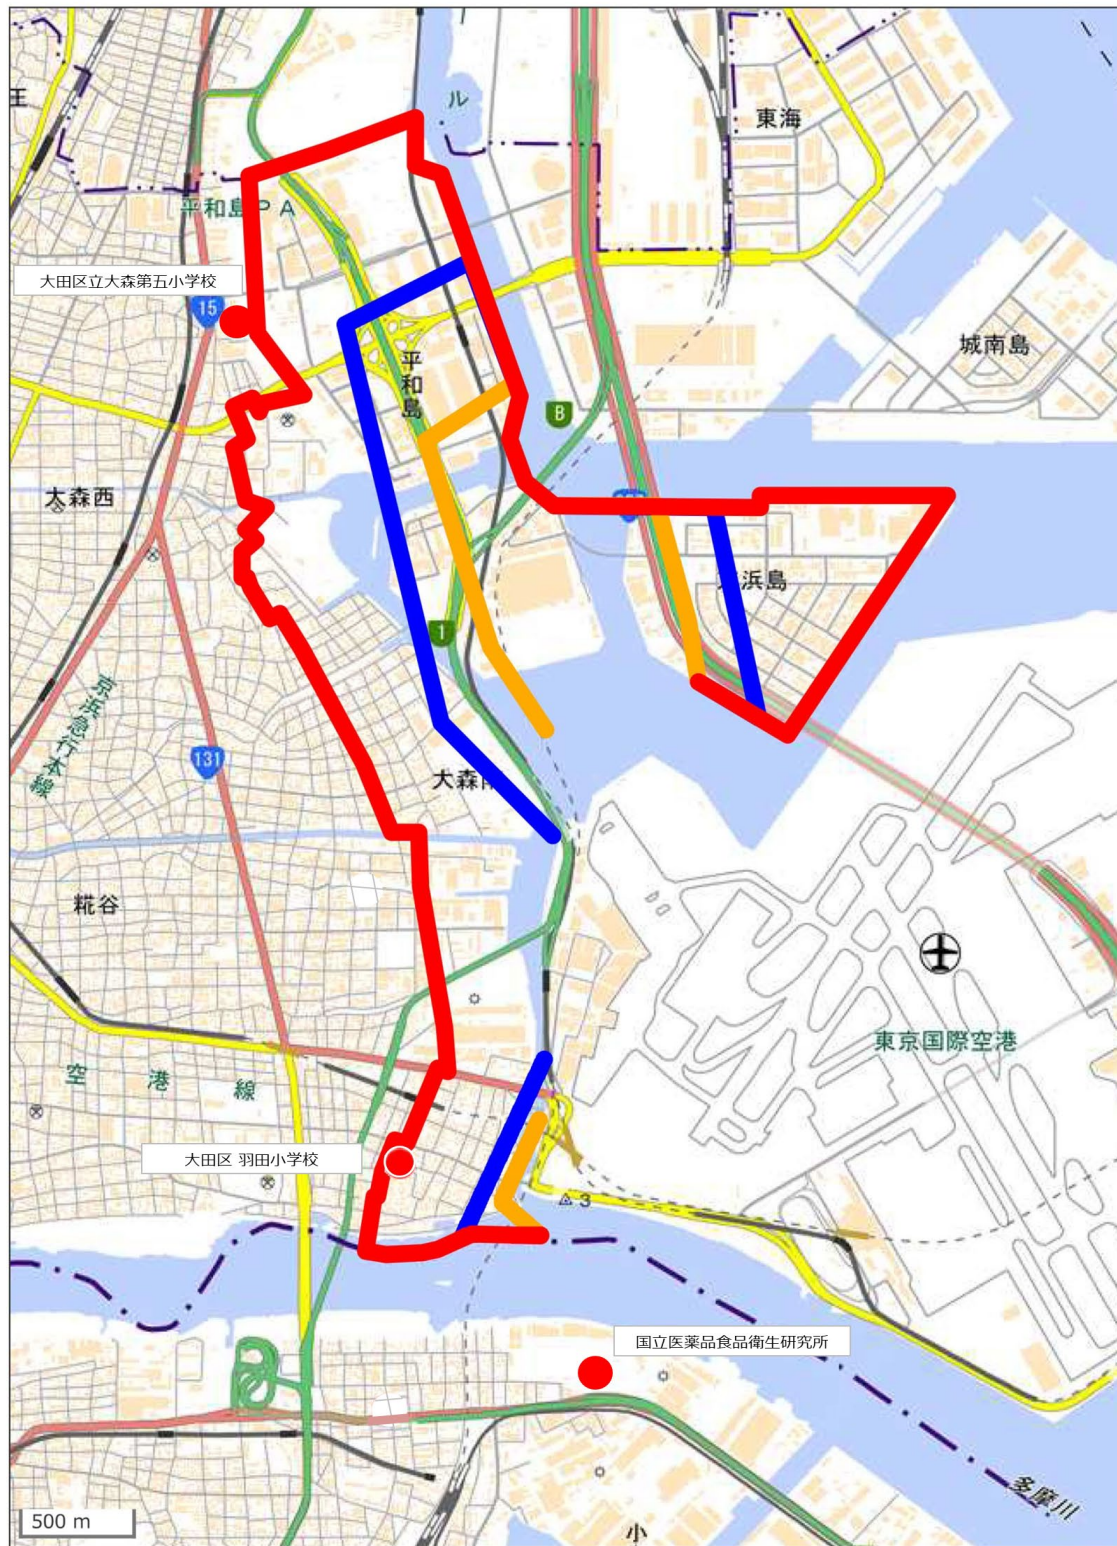 王
ル
東海
平和島PA
大田区立大森第五小学校
15
城南島
平和島
B
大森西
浜島
1
京浜急行本線
131
大森
糀谷
東京国際空港
空港線
大田区 羽田小学校
3
国立医薬品食品衛生研究所
多摩川
500 m
小